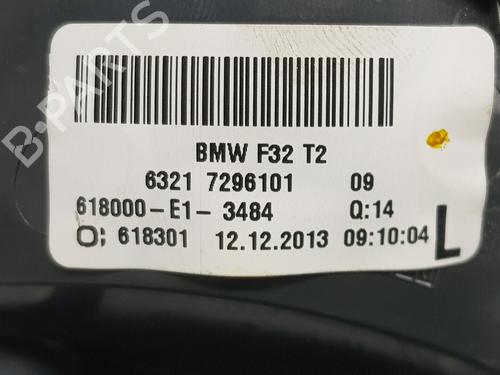 B-PARTS
BMW F32 T2
6321 7296101 09
618000-E1-3484 Q:14
O; 618301 12.12.2013 09:10:04 L